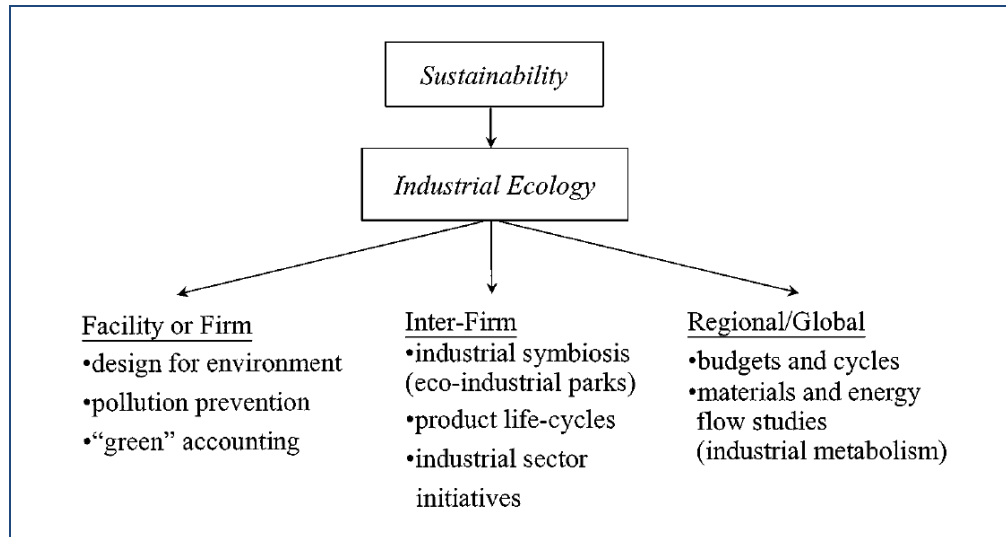 Sustainability
Industrial Ecology
Facility or Firm
•design for environment
•pollution prevention
•“green” accounting
Inter-Firm
•industrial symbiosis
(eco-industrial parks)
•product life-cycles
•industrial sector
initiatives
Regional/Global
•budgets and cycles
•materials and energy
flow studies
(industrial metabolism)